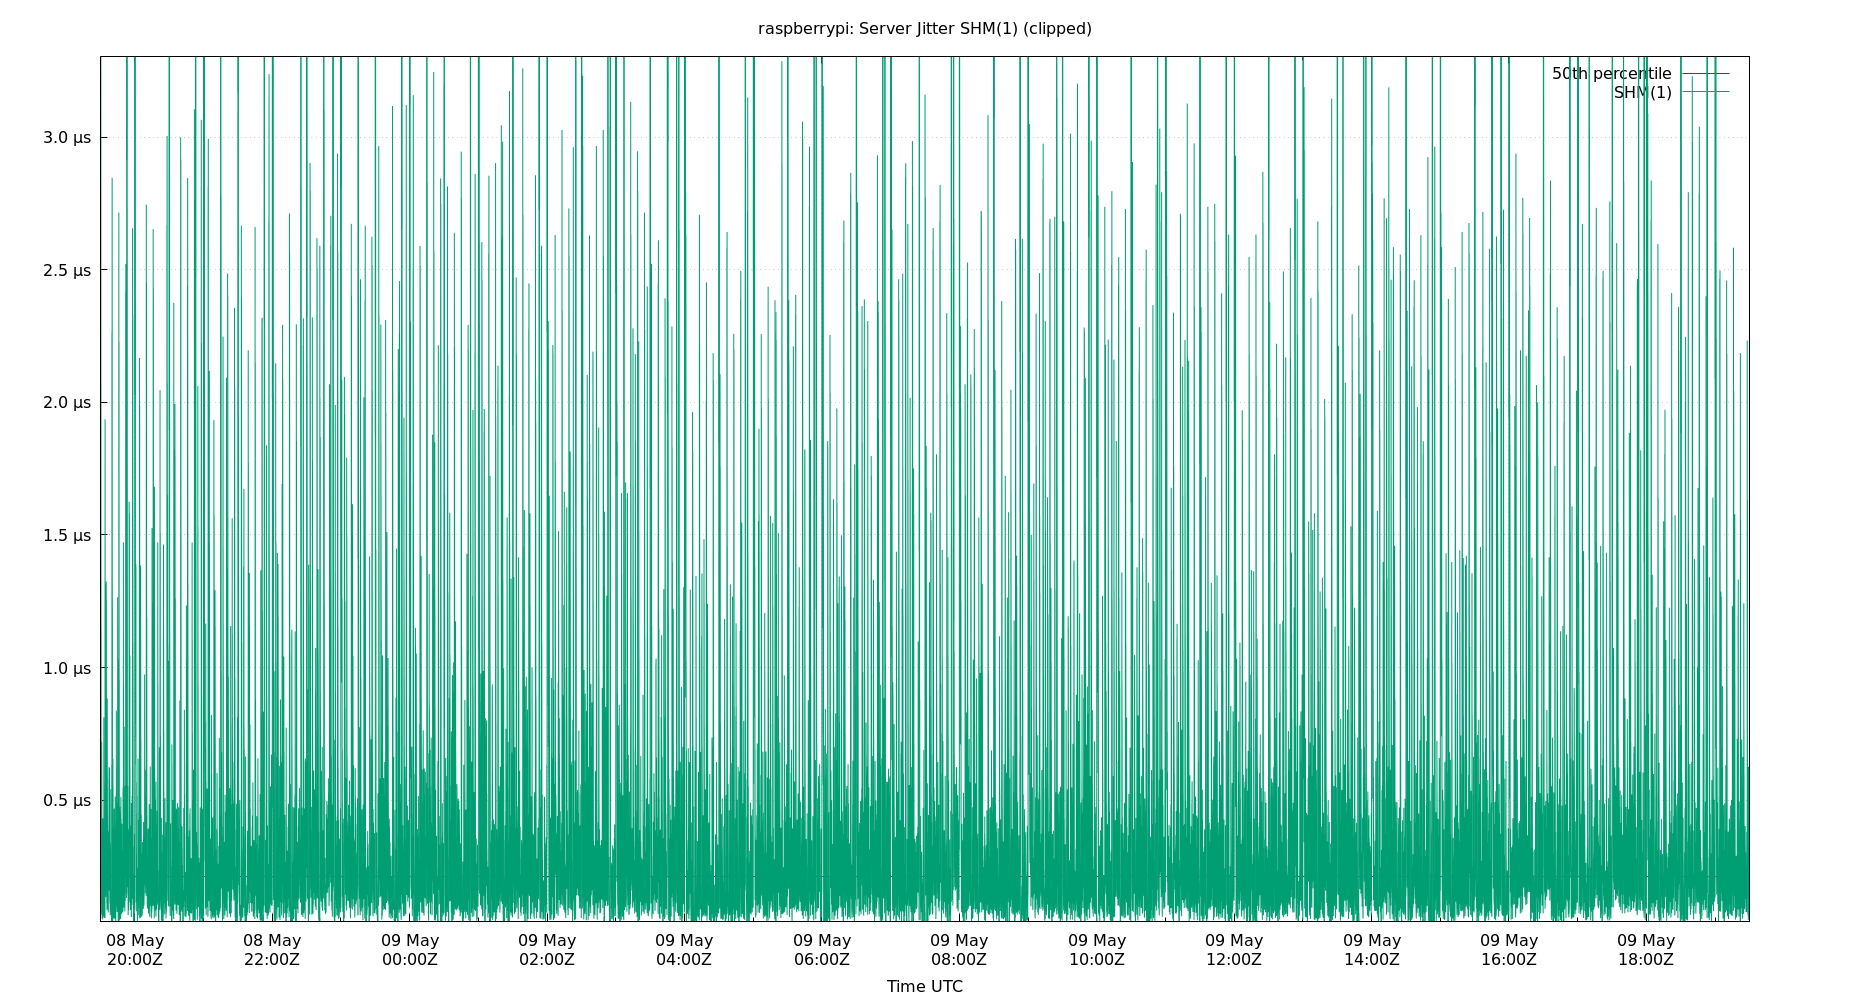 raspberrypi: Server Jitter SHM(1) (clipped)
50th percentile
SHM(1)
3.0 µs
2.5 µs
2.0 µs
1.5 µs
1.0 µs
0.5 µs
08 May 08 May 09 May 09 May 09 May 09 May 09 May 09 May 09 May 09 May 09 May 09 May
20:00Z 22:00Z 00:00Z 02:00Z 04:00Z 06:00Z 08:00Z 10:00Z 12:00Z 14:00Z 16:00Z 18:00Z
Time UTC